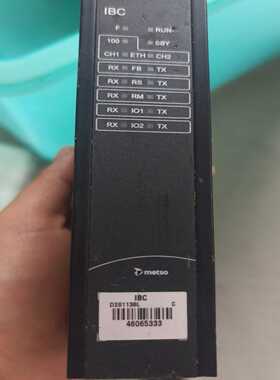 IBC
F RUN
100 SBY
CH1 ETH CH2
RX FB TX
RX RS TX
RX RM TX
RX IO1 TX
RX IO2 TX
metso
IBC
D201138L C
46065333